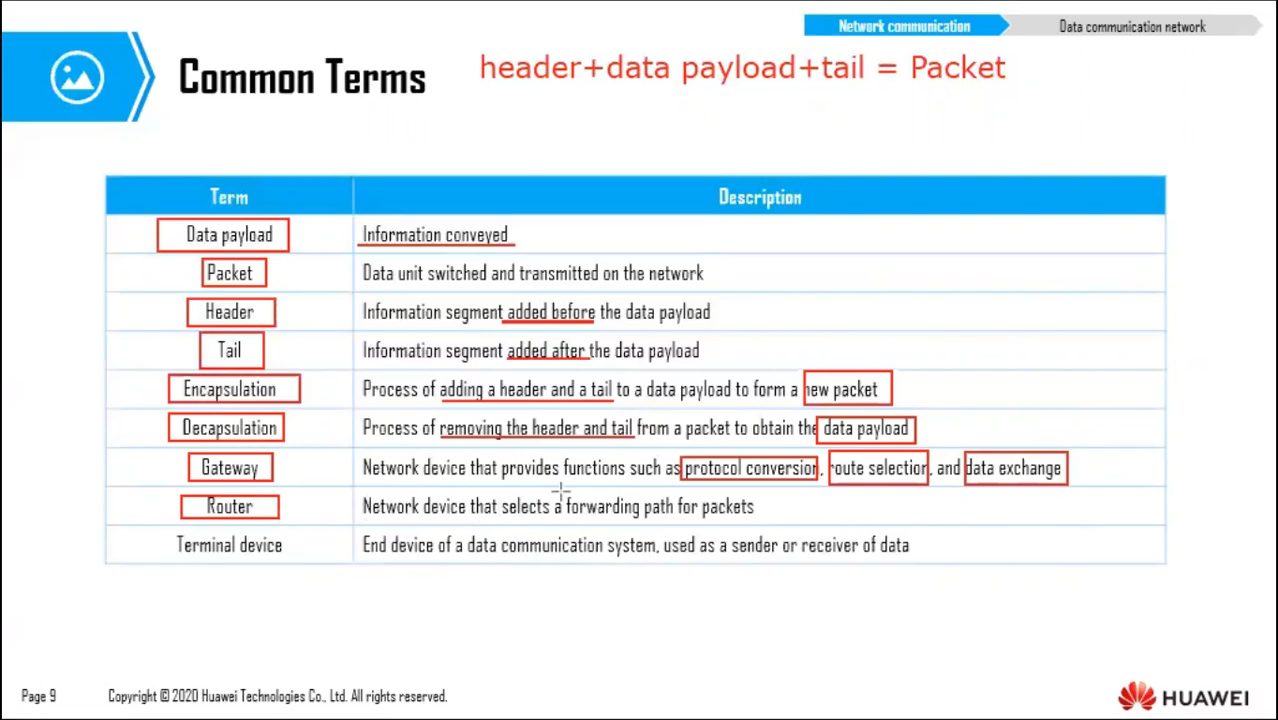 Network communication
Data communication network
Common Terms
header+data payload+tail = Packet
Term Description
Data payload Information conveyed
Packet Data unit switched and transmitted on the network
Header Information segment added before the data payload
Tail Information segment added after the data payload
Encapsulation Process of adding a header and a tail to a data payload to form a new packet
Decapsulation Process of removing the header and tail from a packet to obtain the data payload
Gateway Network device that provides functions such as protocol conversion, route selection, and data exchange
Router Network device that selects a forwarding path for packets
Terminal device End device of a data communication system, used as a sender or receiver of data
Page 9 Copyright © 2020 Huawei Technologies Co., Ltd. All rights reserved.
HUAWEI